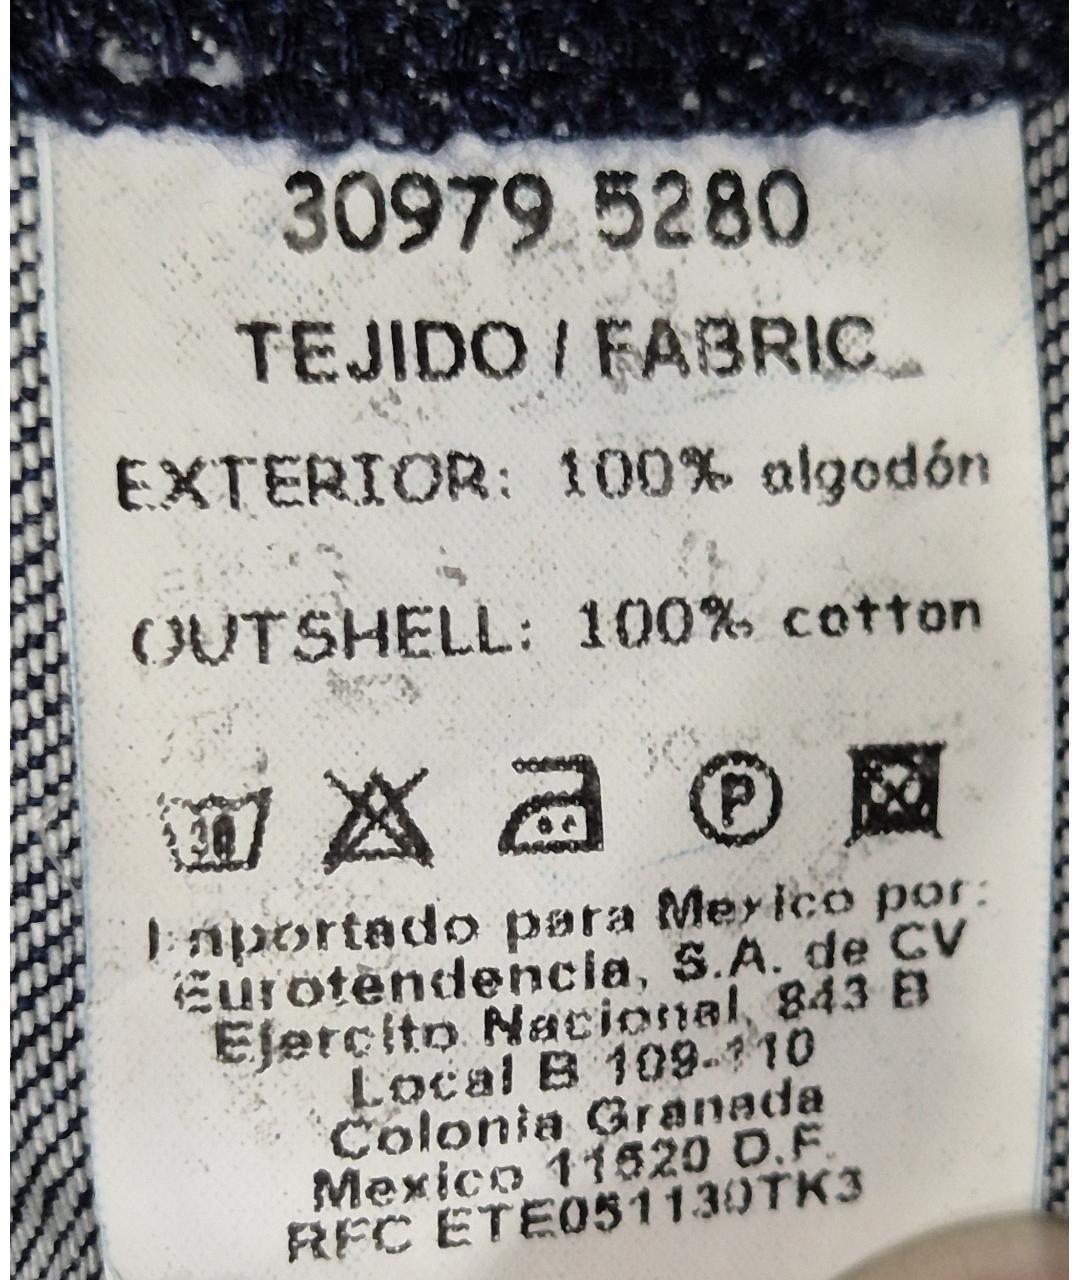 30979 5280
TEJIDO / FABRIC
EXTERIOR: 100% algodón
OUTSHELL: 100% cotton
30
P
Importado para Mexico por:
Eurotendencia, S.A. de CV
Ejercito Nacional, 843 B
Local B 109-110
Colonia Granada
Mexico 11520 D.F.
RFC ETE051130TK3